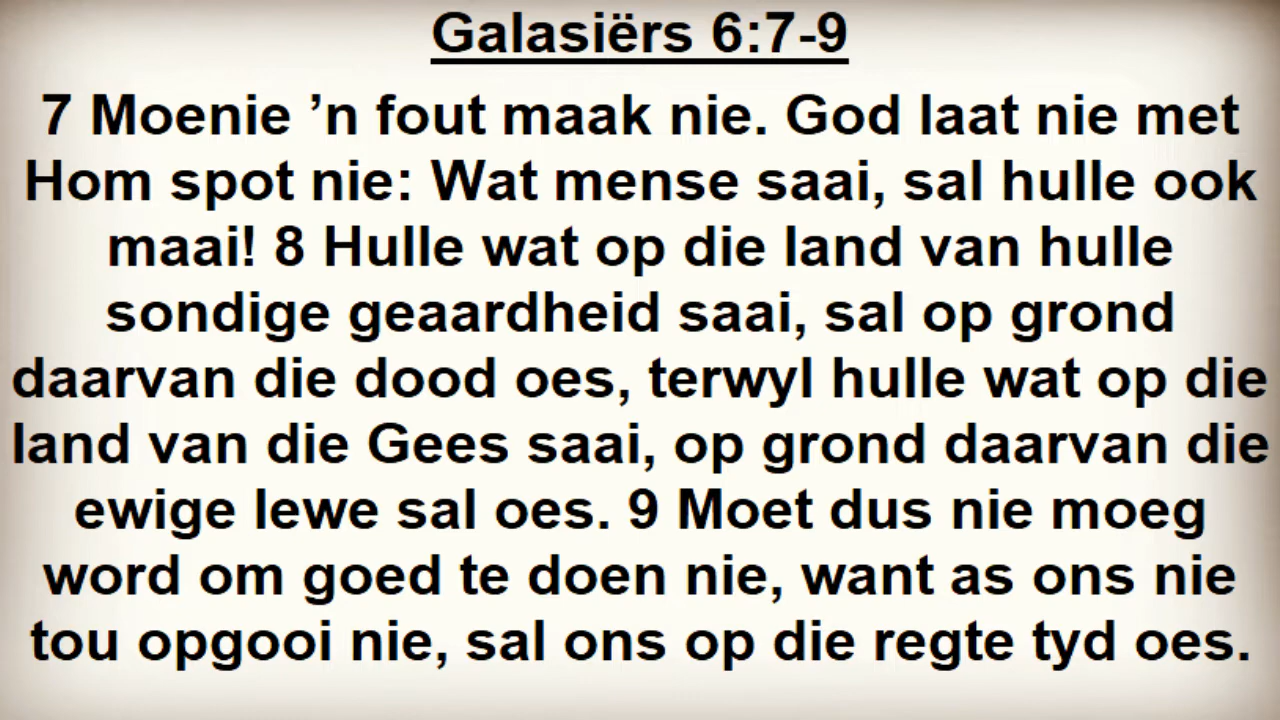 Galasiërs 6:7-9
7 Moenie ’n fout maak nie. God laat nie met
Hom spot nie: Wat mense saai, sal hulle ook
maai! 8 Hulle wat op die land van hulle
sondige geaardheid saai, sal op grond
daarvan die dood oes, terwyl hulle wat op die
land van die Gees saai, op grond daarvan die
ewige lewe sal oes. 9 Moet dus nie moeg
word om goed te doen nie, want as ons nie
tou opgooi nie, sal ons op die regte tyd oes.